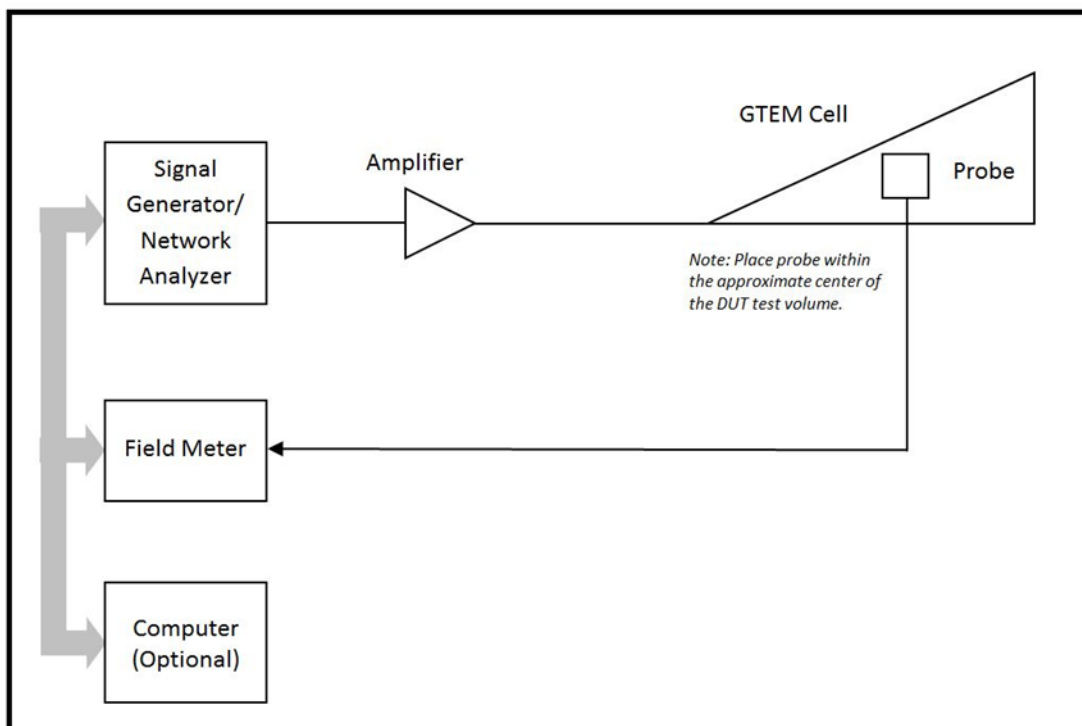 GTEM Cell
Signal
Generator/
Network
Analyzer
Amplifier
Probe
Note: Place probe within
the approximate center of
the DUT test volume.
Field Meter
Computer
(Optional)